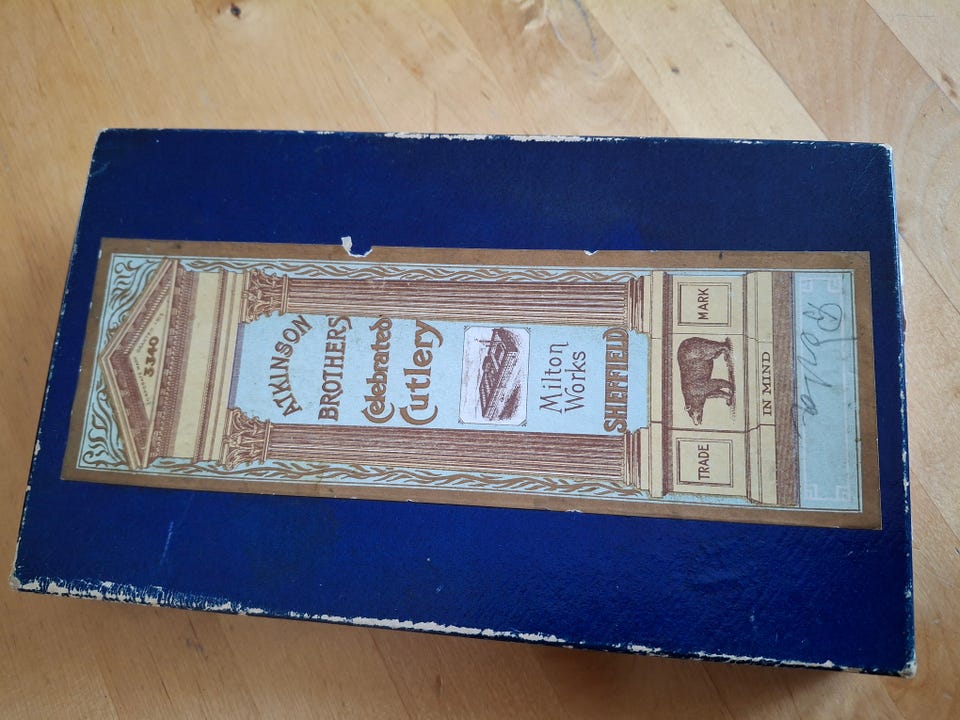 3340
ATKINSON
BROTHERS
Celebrated
Cutlery
Milton
Works
SHEFFIELD
TRADE MARK
IN MIND